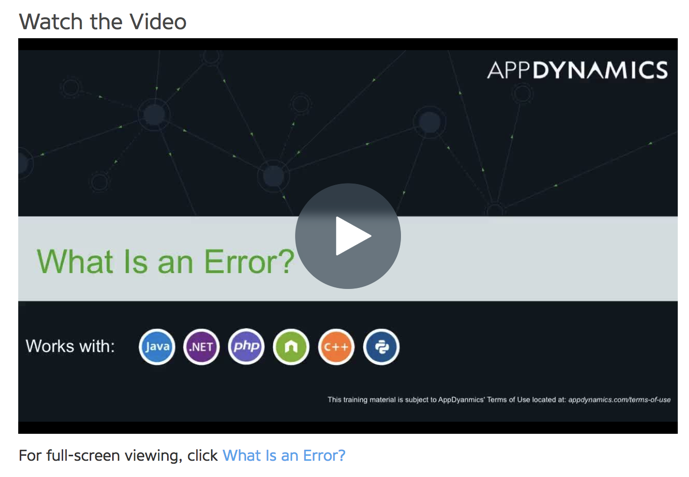 Watch the Video
APPDYNAMICS
What Is an Error?
Works with: Java .NET php n C++
This training material is subject to AppDyanmics' Terms of Use located at: appdynamics.com/terms-of-use
For full-screen viewing, click What Is an Error?